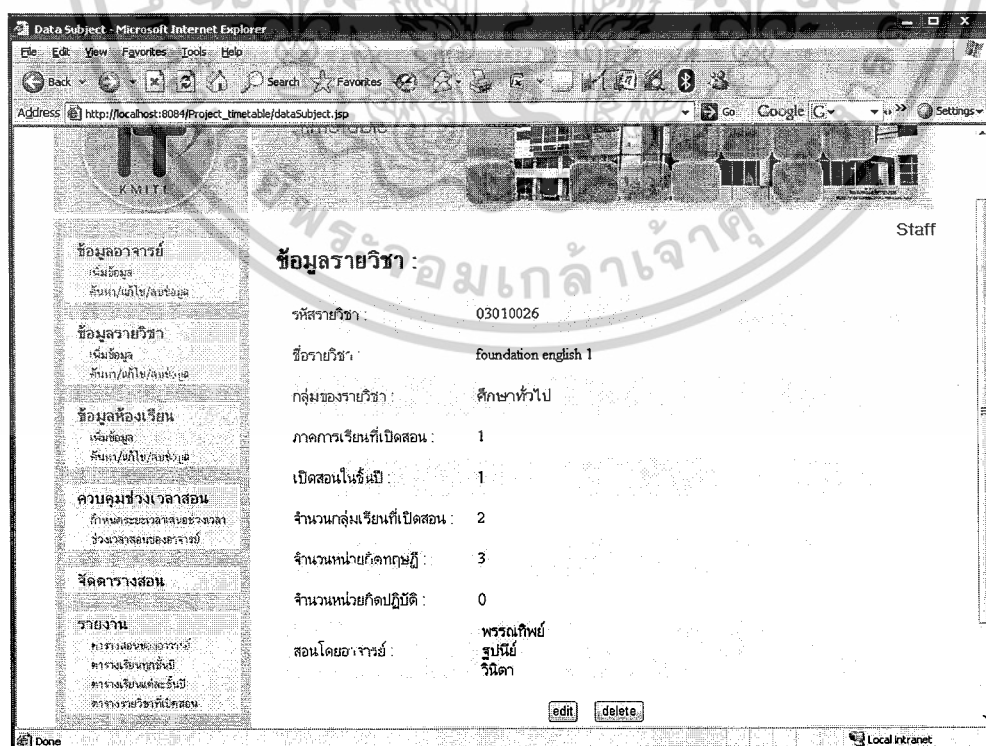 Data Subject - Microsoft Internet Explorer
File Edit View Favorites Tools Help
Back Search Favorites
Address http://localhost:8084/Project_timetable/dataSubject.jsp Go Google Settings
timetable
IT
KMITL
Staff
ข้อมูลอาจารย์
เพิ่มข้อมูล
ค้นหา/แก้ไข/ลบข้อมูล
ข้อมูลรายวิชา
เพิ่มข้อมูล
ค้นหา/แก้ไข/ลบข้อมูล
ข้อมูลห้องเรียน
เพิ่มข้อมูล
ค้นหา/แก้ไข/ลบข้อมูล
ควบคุมช่วงเวลาสอน
กำหนดระยะเวลาเสนอช่วงเวลา
ช่วงเวลาสอนของอาจารย์
จัดตารางสอน
รายงาน
ตารางสอนของอาจารย์
ตารางเรียนทุกชั้นปี
ตารางเรียนแต่ละชั้นปี
ตารางรายวิชาที่เปิดสอน
ข้อมูลรายวิชา :
รหัสรายวิชา : 03010026
ชื่อรายวิชา : foundation english 1
กลุ่มของรายวิชา : ศึกษาทั่วไป
ภาคการเรียนที่เปิดสอน : 1
เปิดสอนในชั้นปี : 1
จำนวนกลุ่มเรียนที่เปิดสอน : 2
จำนวนหน่วยกิตทฤษฎี : 3
จำนวนหน่วยกิตปฏิบัติ : 0
สอนโดยอาจารย์ : พรรณทิพย์
ฐปนีย์
วินิดา
edit delete
Done Local intranet
พระจอมเกล้าเจ้าคุณ